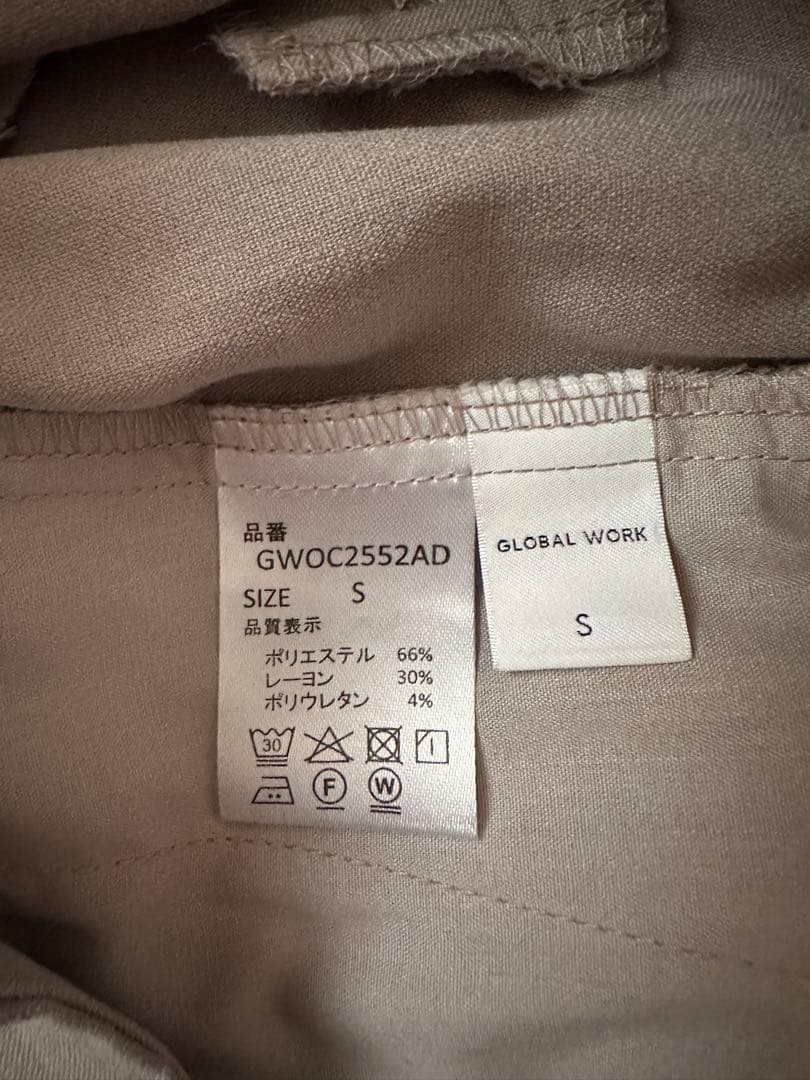 品番
GWOC2552AD
SIZE S
品質表示
ポリエステル 66%
レーヨン 30%
ポリウレタン 4%
30
F W
GLOBAL WORK
S